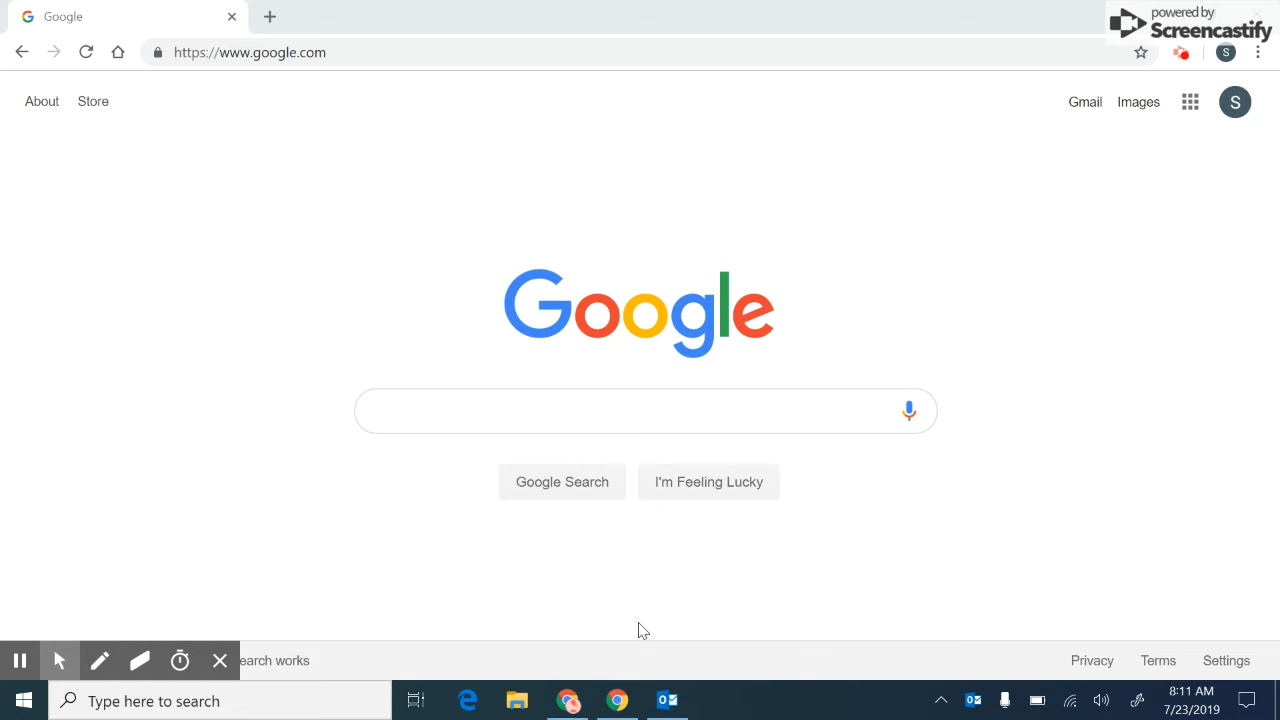 Google
powered by
Screencastify
https://www.google.com
S
About Store
Gmail Images
S
Google
Google Search
I'm Feeling Lucky
earch works
Privacy Terms Settings
Type here to search
8:11 AM
7/23/2019